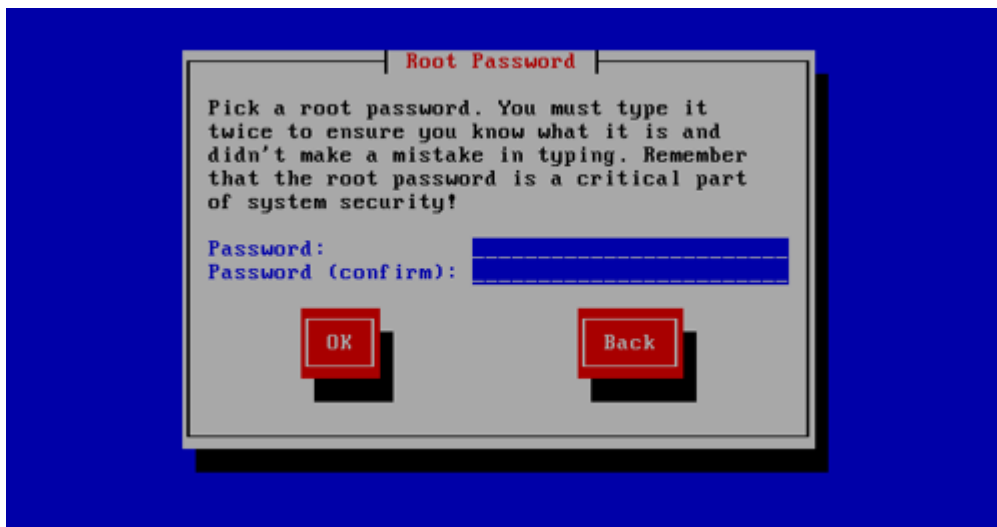 Root Password
Pick a root password. You must type it
twice to ensure you know what it is and
didn't make a mistake in typing. Remember
that the root password is a critical part
of system security!
Password:
Password (confirm):
OK Back